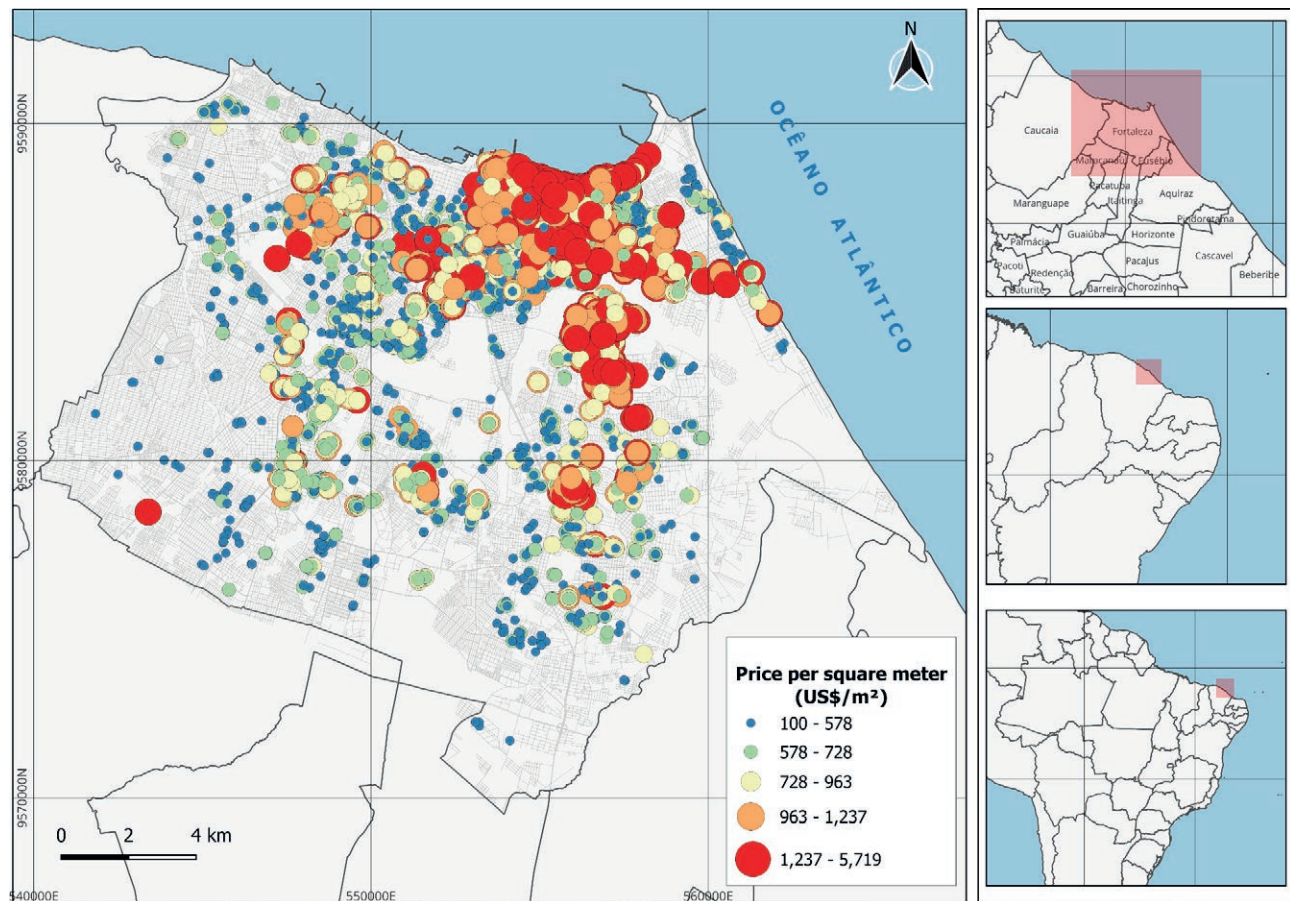 N
9590000N
9580000N
9570000N
540000E
550000E
560000E
OCÊANO ATLÂNTICO
0 2 4 km
Price per square meter
(US$/m²)
100 - 578
578 - 728
728 - 963
963 - 1,237
1,237 - 5,719
Caucaia
Fortaleza
Maracanaú
Eusébio
Pacatuba
Aquiraz
Maranguape
Itaitinga
Pindoretama
Guaiúba
Horizonte
Palmácia
Cascavel
Pacoti
Redenção
Pacajus
Beberibe
Baturité
Barreira
Chorozinho